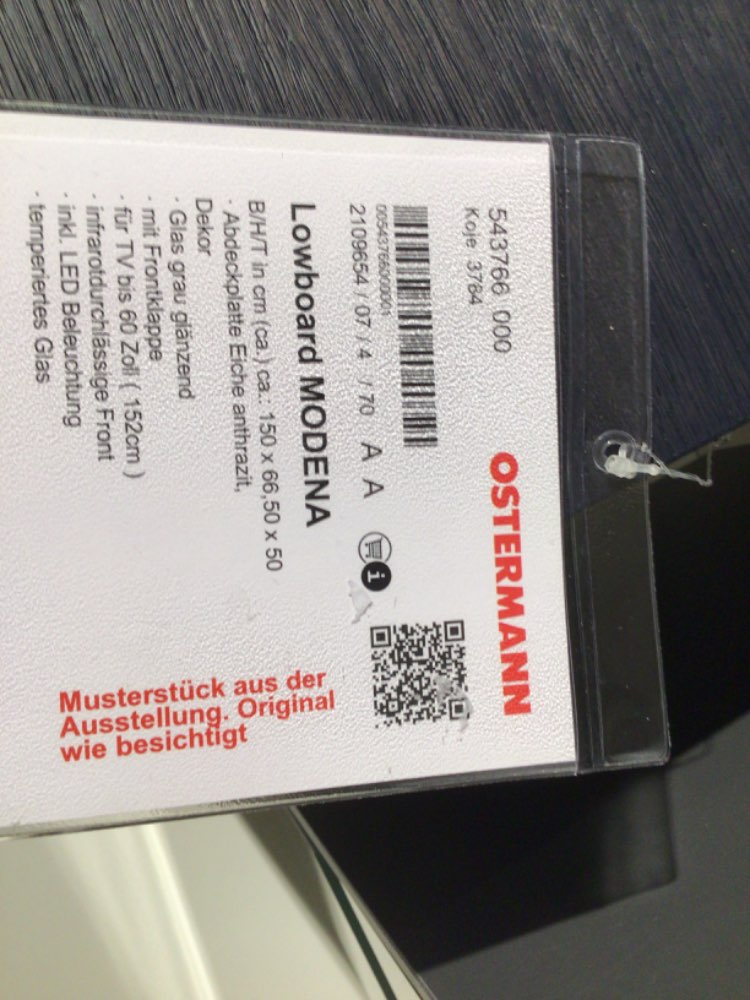 543766 000
Koje 3764
OSTERMANN
00543766000001
2109654 / 07 / 4 / 70 A A
i
Lowboard MODENA
B/H/T in cm (ca.) ca.: 150 x 66,50 x 50
· Abdeckplatte Eiche anthrazit,
Dekor
· Glas grau glänzend
· mit Frontklappe
· für TV bis 60 Zoll ( 152cm )
· infrarotdurchlässige Front
· inkl. LED Beleuchtung
· temperiertes Glas
Musterstück aus der
Ausstellung. Original
wie besichtigt